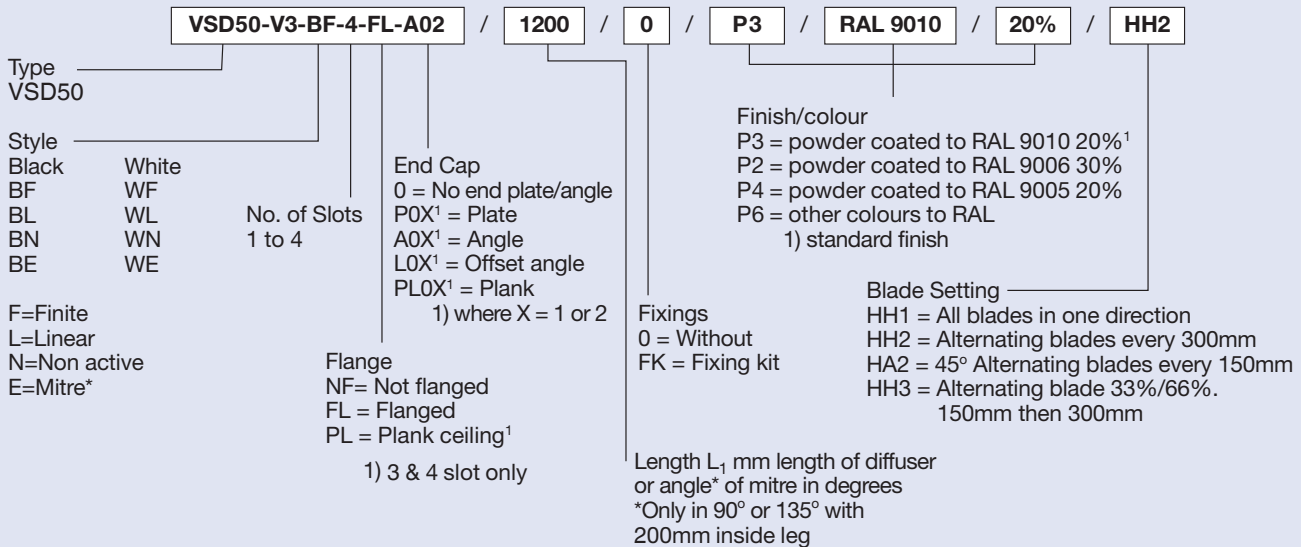 VSD50-V3-BF-4-FL-A02 / 1200 / 0 / P3 / RAL 9010 / 20% / HH2
Type
VSD50
Style
Black White
BF WF
BL WL
BN WN
BE WE
F=Finite
L=Linear
N=Non active
E=Mitre*
No. of Slots
1 to 4
End Cap
0 = No end plate/angle
P0X¹ = Plate
A0X¹ = Angle
L0X¹ = Offset angle
PL0X¹ = Plank
1) where X = 1 or 2
Flange
NF= Not flanged
FL = Flanged
PL = Plank ceiling¹
1) 3 & 4 slot only
Fixings
0 = Without
FK = Fixing kit
Length L₁ mm length of diffuser
or angle* of mitre in degrees
*Only in 90º or 135º with
200mm inside leg
Finish/colour
P3 = powder coated to RAL 9010 20%¹
P2 = powder coated to RAL 9006 30%
P4 = powder coated to RAL 9005 20%
P6 = other colours to RAL
1) standard finish
Blade Setting
HH1 = All blades in one direction
HH2 = Alternating blades every 300mm
HA2 = 45º Alternating blades every 150mm
HH3 = Alternating blade 33%/66%.
150mm then 300mm